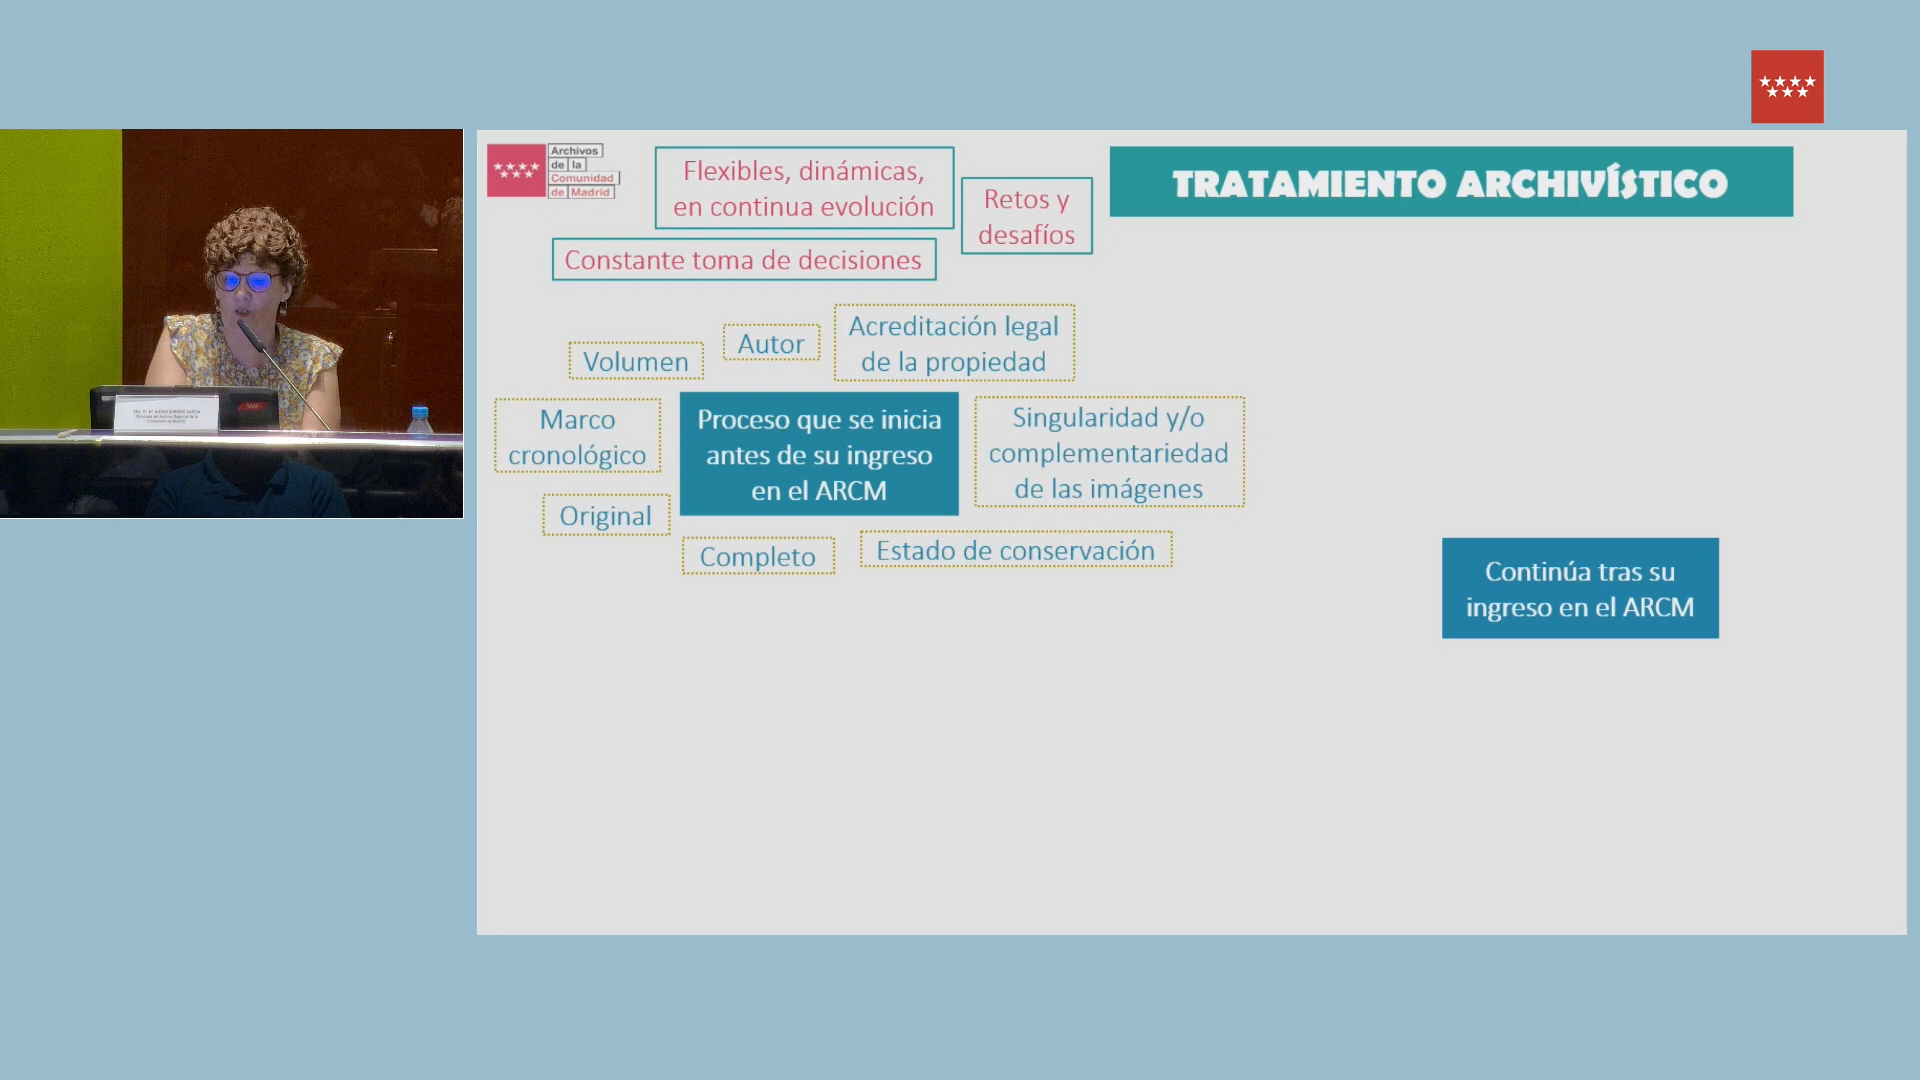 Archivos
de la
Comunidad
de Madrid
Flexibles, dinámicas,
en continua evolución
Retos y
desafíos
Constante toma de decisiones
TRATAMIENTO ARCHIVÍSTICO
Volumen
Autor
Acreditación legal
de la propiedad
Marco
cronológico
Proceso que se inicia
antes de su ingreso
en el ARCM
Singularidad y/o
complementariedad
de las imágenes
Original
Completo
Estado de conservación
Continúa tras su
ingreso en el ARCM